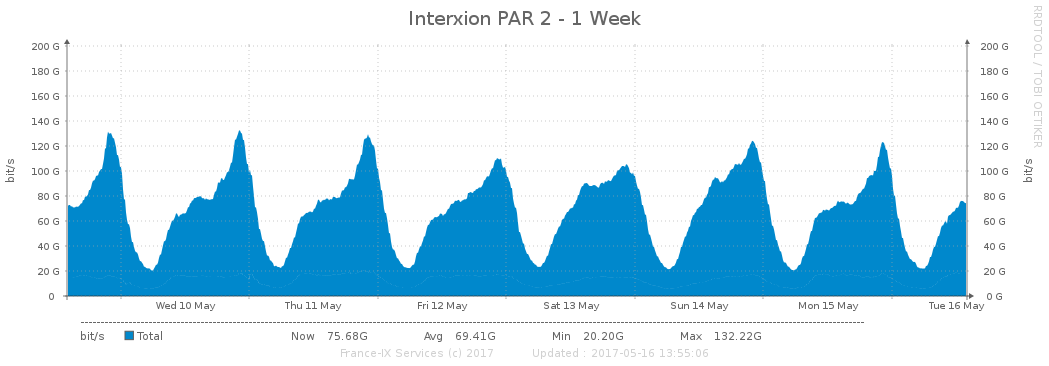 Interxion PAR 2 - 1 Week
RRDTOOL / TOBI OETIKER
bit/s
200 G 200 G
180 G 180 G
160 G 160 G
140 G 140 G
120 G 120 G
100 G 100 G
80 G 80 G
60 G 60 G
40 G 40 G
20 G 20 G
0 0 G
bit/s
Wed 10 May Thu 11 May Fri 12 May Sat 13 May Sun 14 May Mon 15 May Tue 16 May
bit/s Total Now 75.68G Avg 69.41G Min 20.20G Max 132.22G
France-IX Services (c) 2017 Updated : 2017-05-16 13:55:06